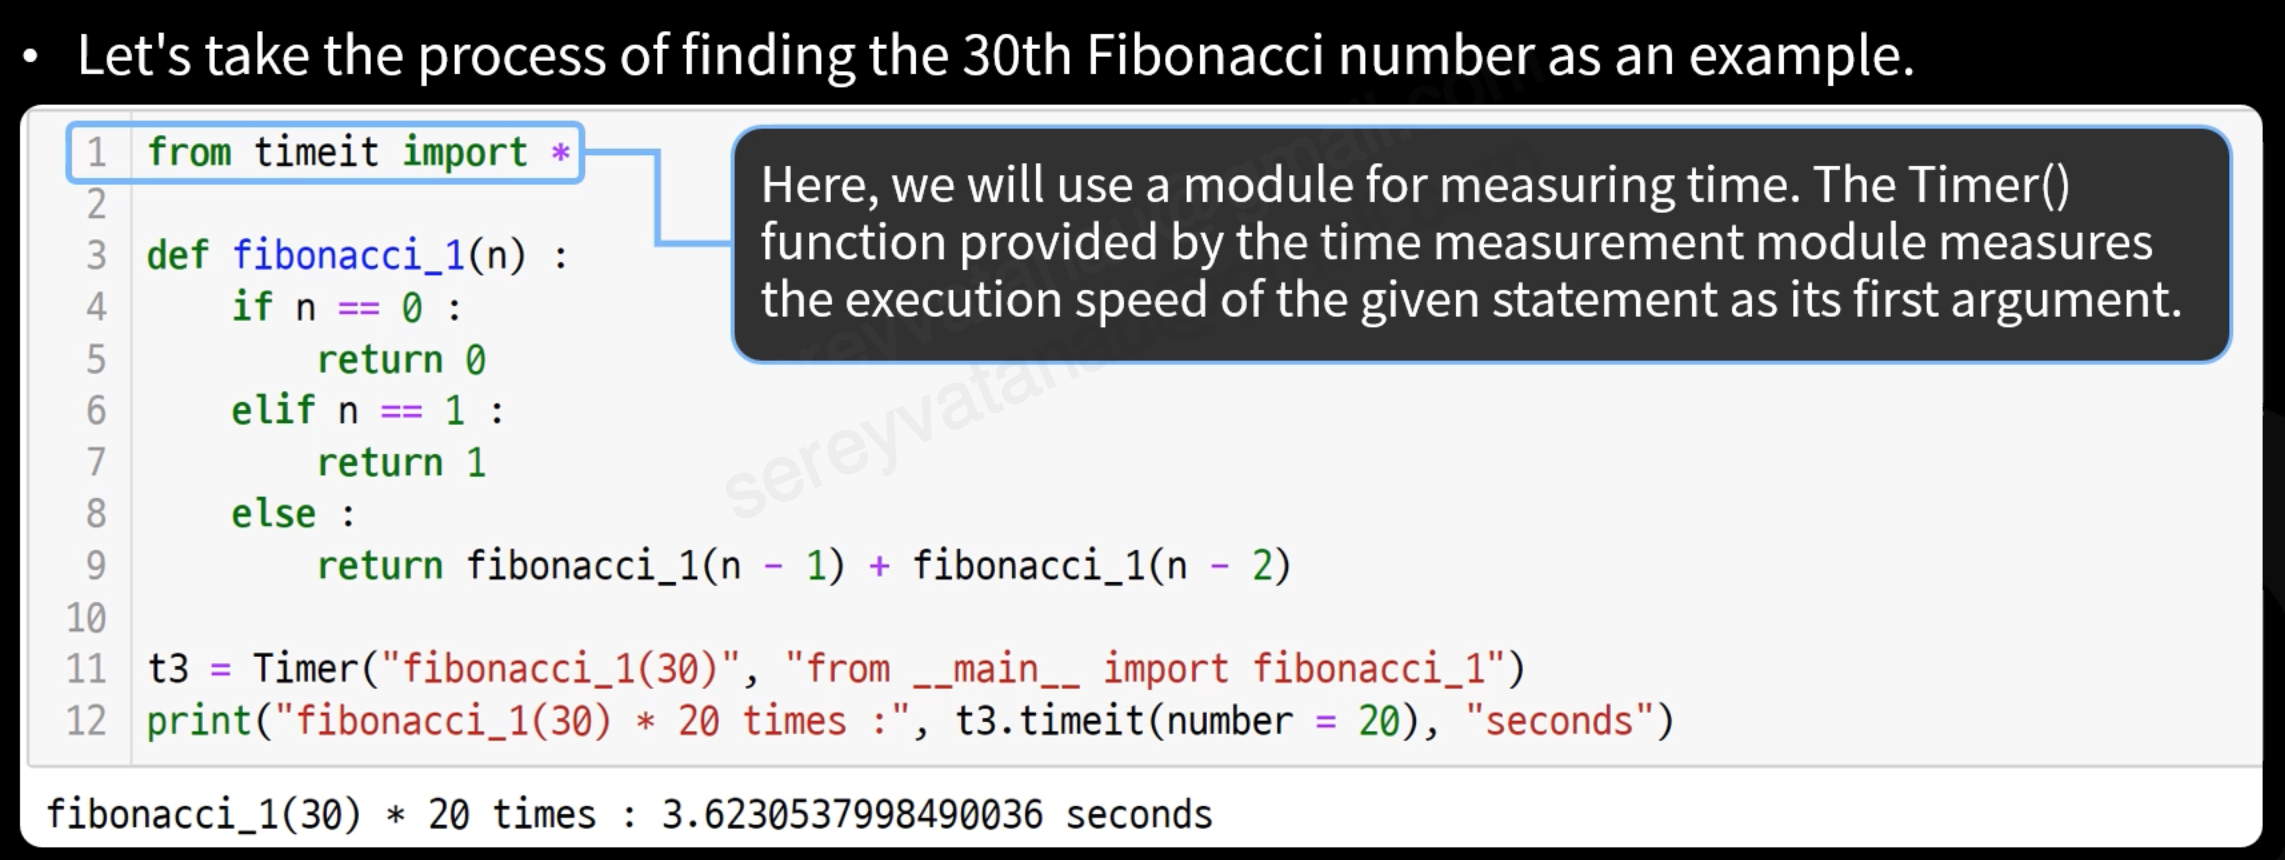 • Let's take the process of finding the 30th Fibonacci number as an example.
1 from timeit import *
Here, we will use a module for measuring time. The Timer()
function provided by the time measurement module measures
the execution speed of the given statement as its first argument.
2
3 def fibonacci_1(n) :
4     if n == 0 :
5         return 0
6     elif n == 1 :
7         return 1
8     else :
9         return fibonacci_1(n - 1) + fibonacci_1(n - 2)
10
11 t3 = Timer("fibonacci_1(30)", "from __main__ import fibonacci_1")
12 print("fibonacci_1(30) * 20 times :", t3.timeit(number = 20), "seconds")
fibonacci_1(30) * 20 times : 3.6230537998490036 seconds